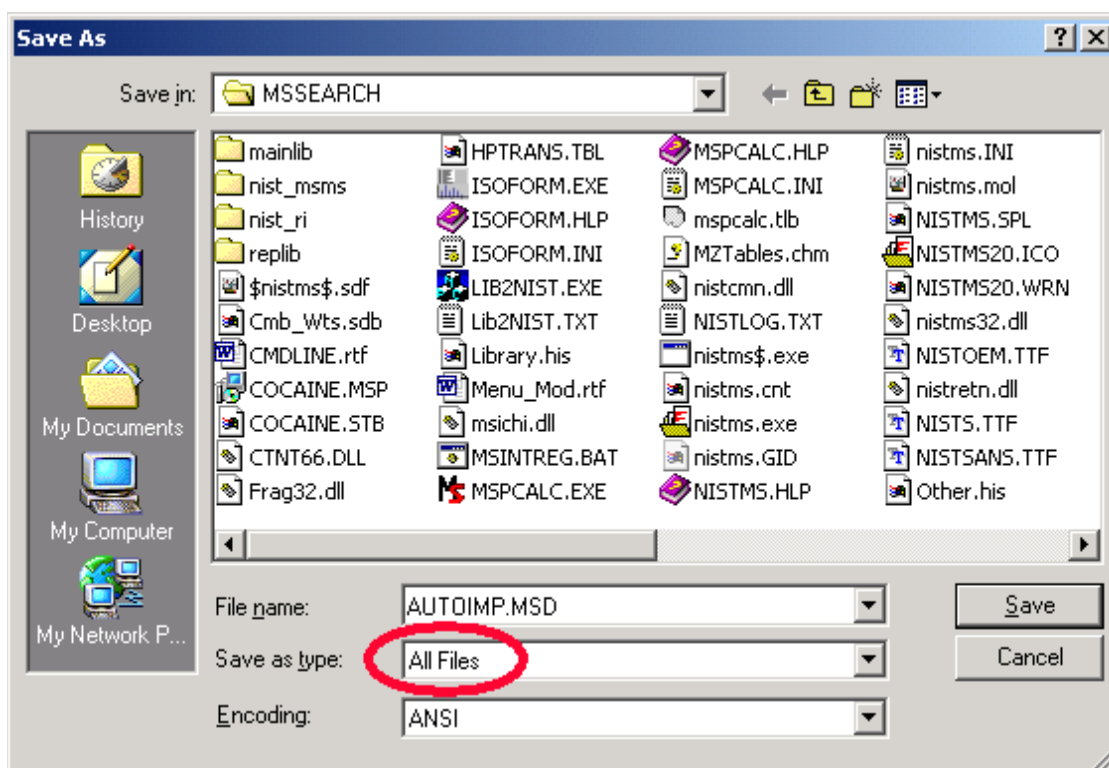 Save As
Save in: MSSEARCH
History
Desktop
My Documents
My Computer
My Network P...
mainlib
nist_msms
nist_ri
replib
$nistms$.sdf
Cmb_Wts.sdb
CMDLINE.rtf
COCAINE.MSP
COCAINE.STB
CTNT66.DLL
Frag32.dll
HPTRANS.TBL
ISOFORM.EXE
ISOFORM.HLP
ISOFORM.INI
LIB2NIST.EXE
Lib2NIST.TXT
Library.his
Menu_Mod.rtf
msichi.dll
MSINTREG.BAT
MSPCALC.EXE
MSPCALC.HLP
MSPCALC.INI
mspcalc.tlb
MZTables.chm
nistcmn.dll
NISTLOG.TXT
nistms$.exe
nistms.cnt
nistms.exe
nistms.GID
NISTMS.HLP
nistms.INI
nistms.mol
NISTMS.SPL
NISTMS20.ICO
NISTMS20.WRN
nistms32.dll
NISTOEM.TTF
nistretn.dll
NISTS.TTF
NISTSANS.TTF
Other.his
File name: AUTOIMP.MSD
Save
Save as type: All Files
Cancel
Encoding: ANSI